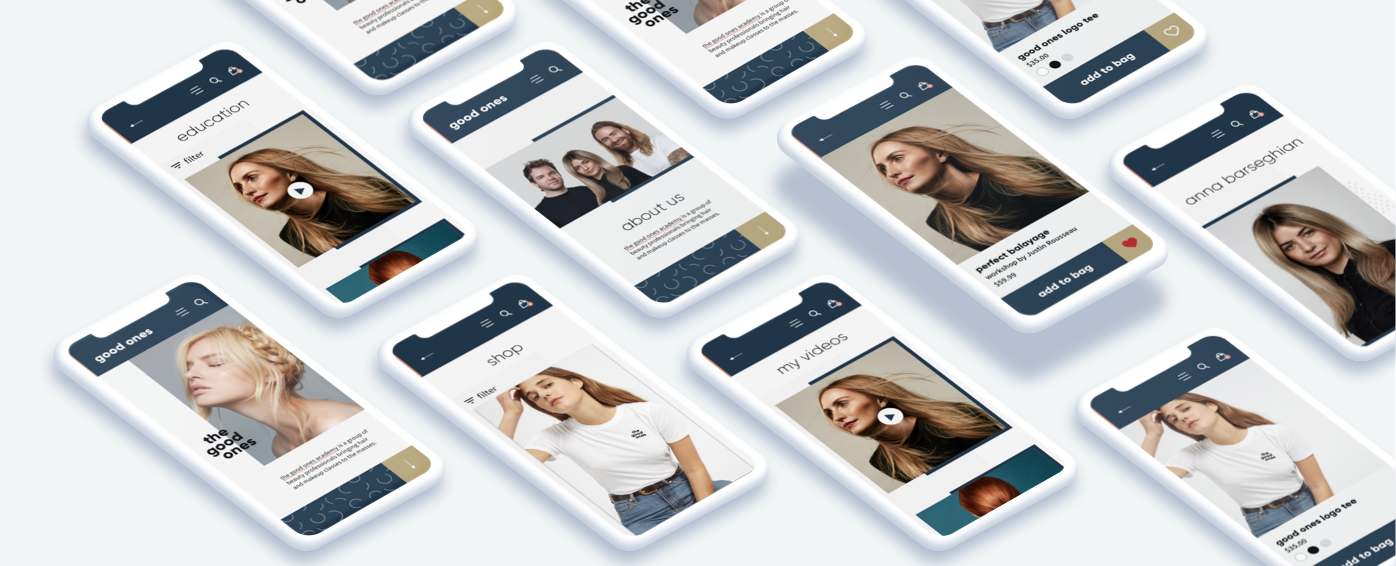 the good ones academy is a group of
beauty professionals bringing hair
and makeup classes to the masses.
the
good
ones
the good ones academy is a group of
beauty professionals bringing hair
and makeup classes to the masses.
good ones logo tee
$35.00
add to bag
education
filter
good ones
about us
the good ones academy is a group of
beauty professionals bringing hair
and makeup classes to the masses.
perfect balayage
workshop by Justin Rousseau
$59.99
add to bag
anna barseghian
good ones
the
good
ones
the good ones academy is a group of
beauty professionals bringing hair
and makeup classes to the masses.
shop
filter
the
good
ones
my videos
the
good
ones
good ones logo tee
$35.00
add to bag